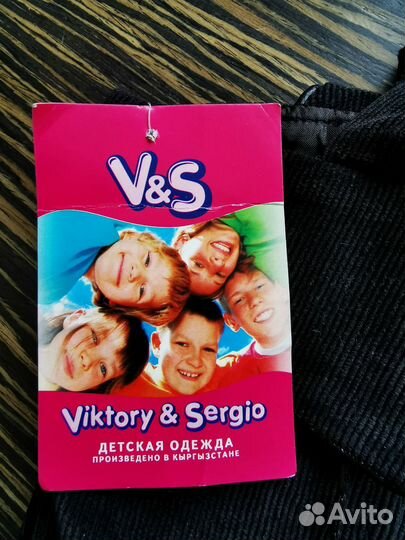 V&S
Viktory & Sergio
ДЕТСКАЯ ОДЕЖДА
ПРОИЗВЕДЕНО В КЫРГЫЗСТАНЕ
Avito